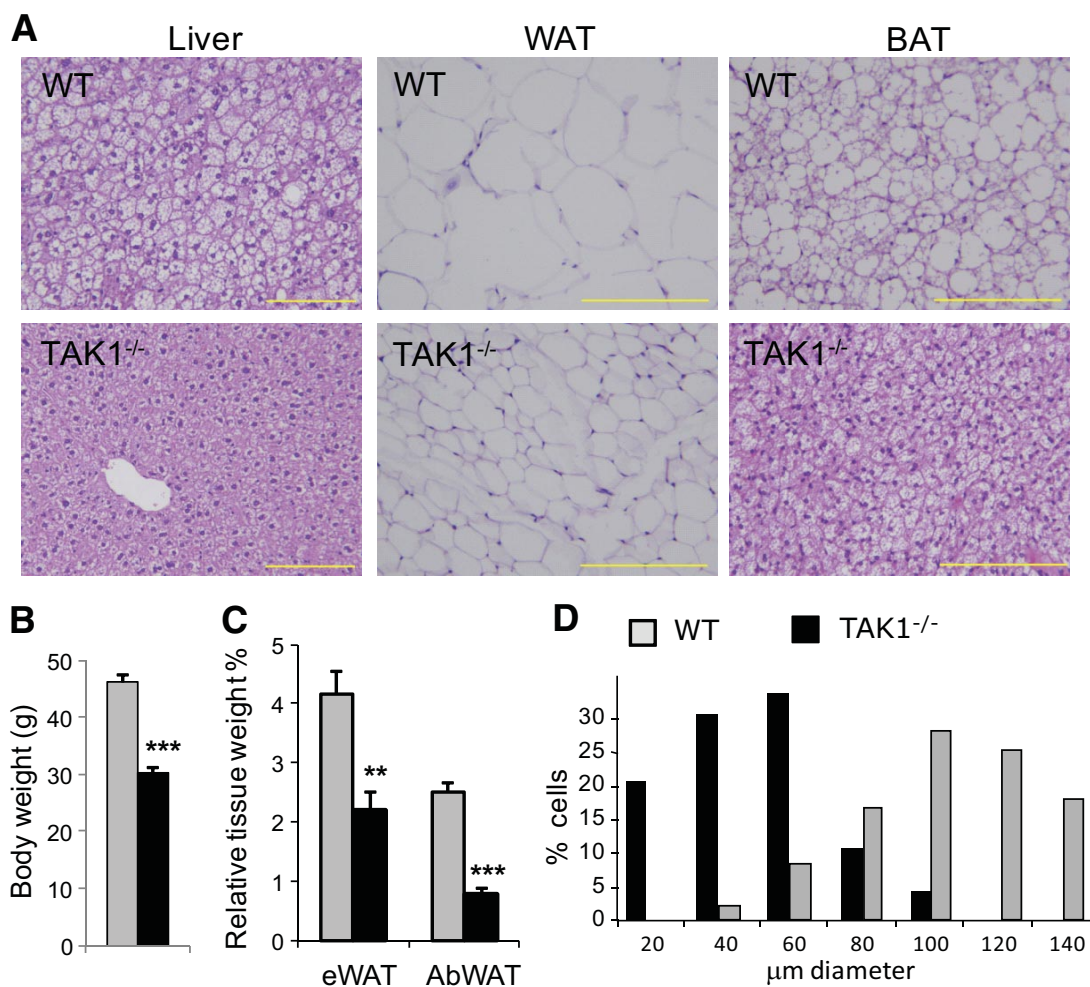 A
Liver
WAT
BAT
WT
WT
WT
TAK1-/-
TAK1-/-
TAK1-/-
B
Body weight (g)
50
40
30
20
10
0
***
C
Relative tissue weight %
5
4
3
2
1
0
**
***
eWAT
AbWAT
D
WT
TAK1-/-
% cells
30
25
20
15
10
5
0
20
40
60
80
100
120
140
μm diameter